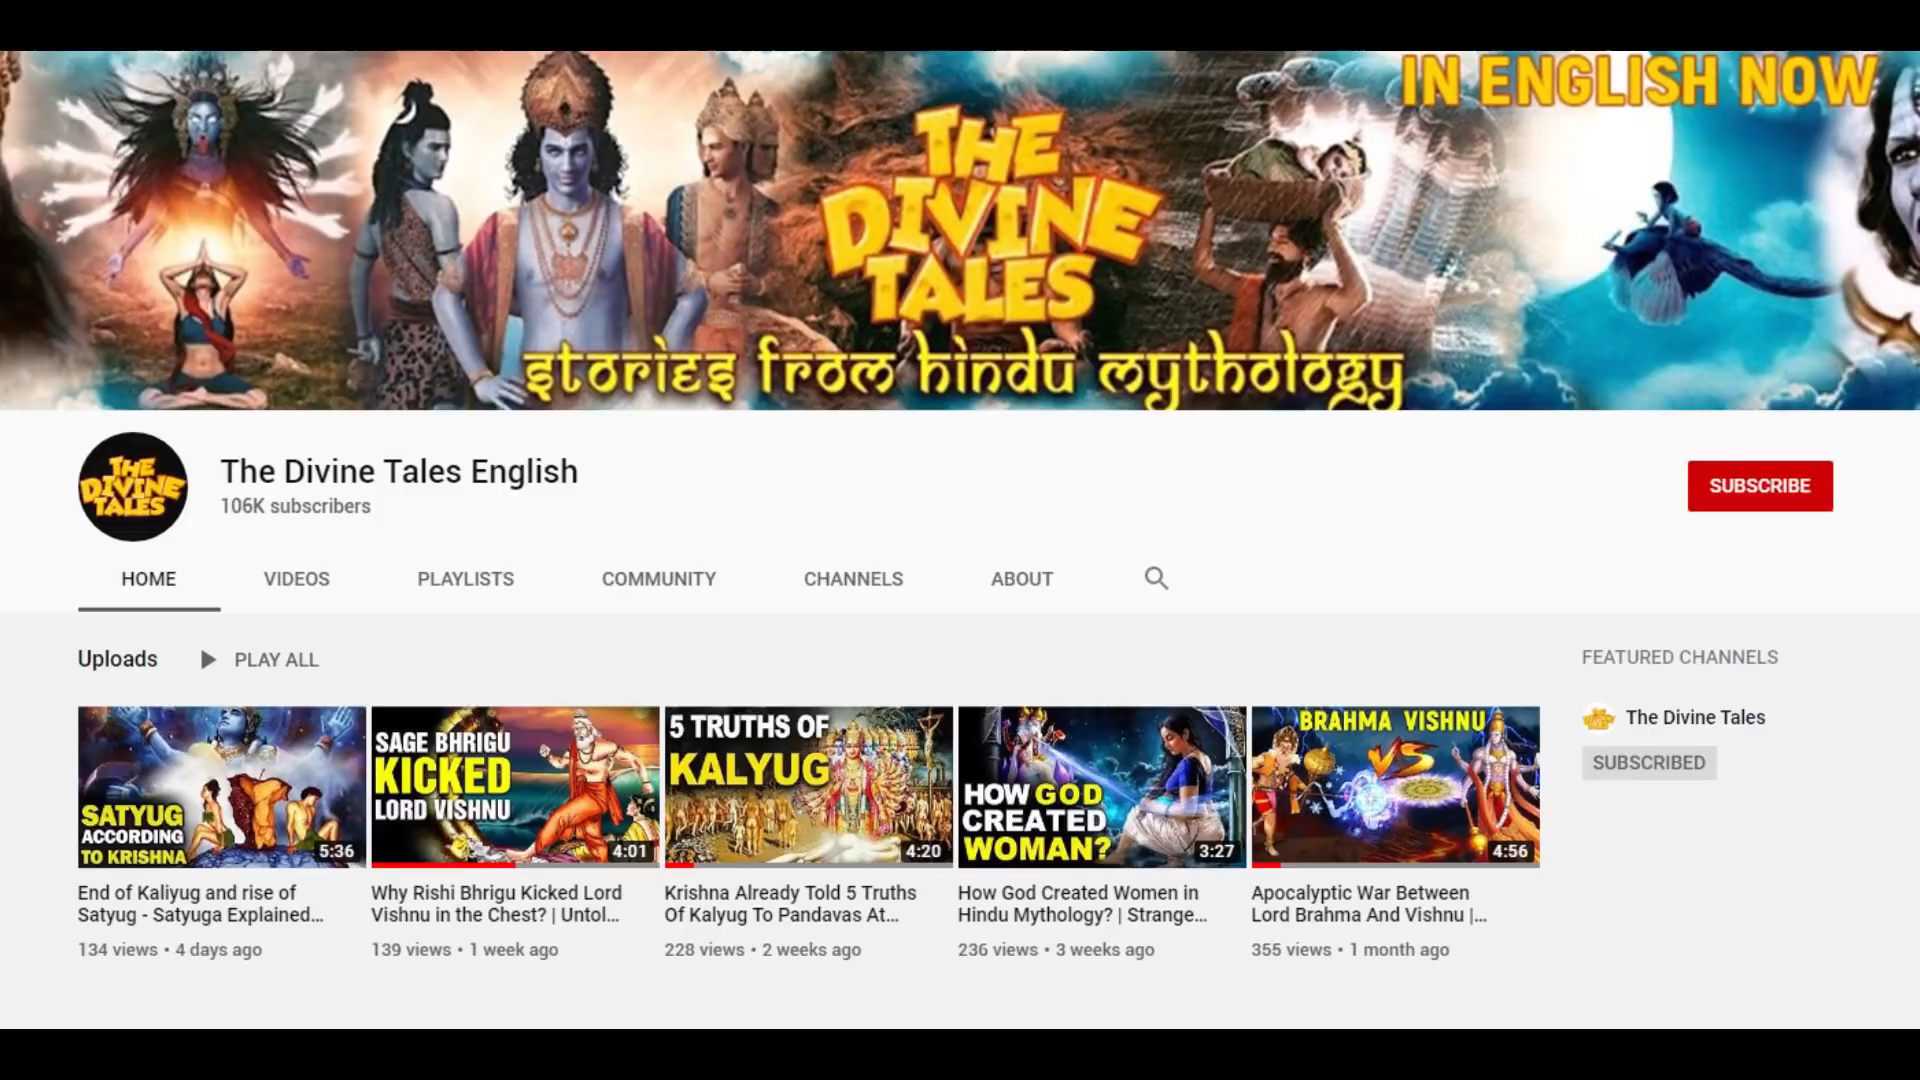 IN ENGLISH NOW
THE
DIVINE
TALES
stories from hindu mythology
THE
DIVINE
TALES
The Divine Tales English
106K subscribers
SUBSCRIBE
HOME VIDEOS PLAYLISTS COMMUNITY CHANNELS ABOUT
Uploads PLAY ALL
FEATURED CHANNELS
The Divine Tales
SUBSCRIBED
SATYUG
ACCORDING
TO KRISHNA
5:36
End of Kaliyug and rise of
Satyug - Satyuga Explained...
134 views • 4 days ago
SAGE BHRIGU
KICKED
LORD VISHNU
4:01
Why Rishi Bhrigu Kicked Lord
Vishnu in the Chest? | Untol...
139 views • 1 week ago
5 TRUTHS OF
KALYUG
4:20
Krishna Already Told 5 Truths
Of Kalyug To Pandavas At...
228 views • 2 weeks ago
HOW GOD
CREATED
WOMAN?
3:27
How God Created Women in
Hindu Mythology? | Strange...
236 views • 3 weeks ago
BRAHMA VISHNU
VS
4:56
Apocalyptic War Between
Lord Brahma And Vishnu |...
355 views • 1 month ago